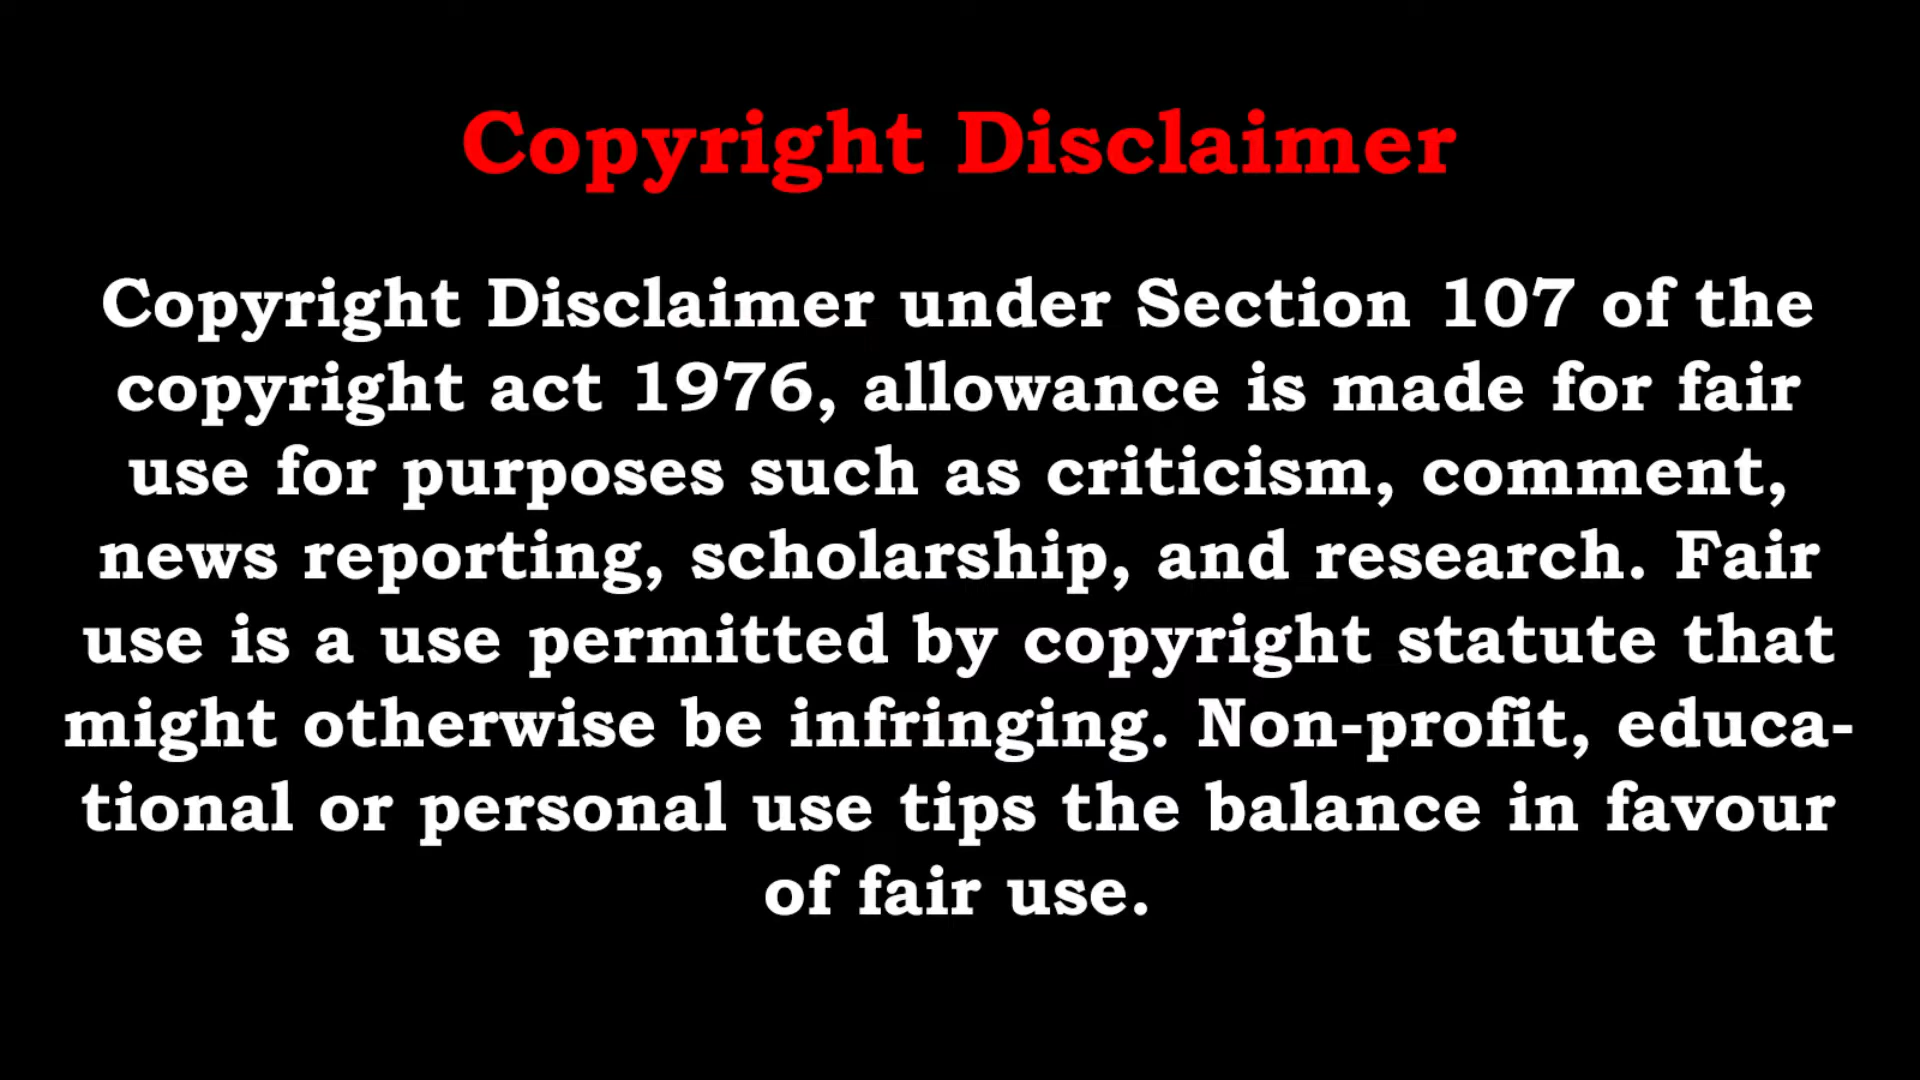 Copyright Disclaimer
Copyright Disclaimer under Section 107 of the
copyright act 1976, allowance is made for fair
use for purposes such as criticism, comment,
news reporting, scholarship, and research. Fair
use is a use permitted by copyright statute that
might otherwise be infringing. Non-profit, educa-
tional or personal use tips the balance in favour
of fair use.